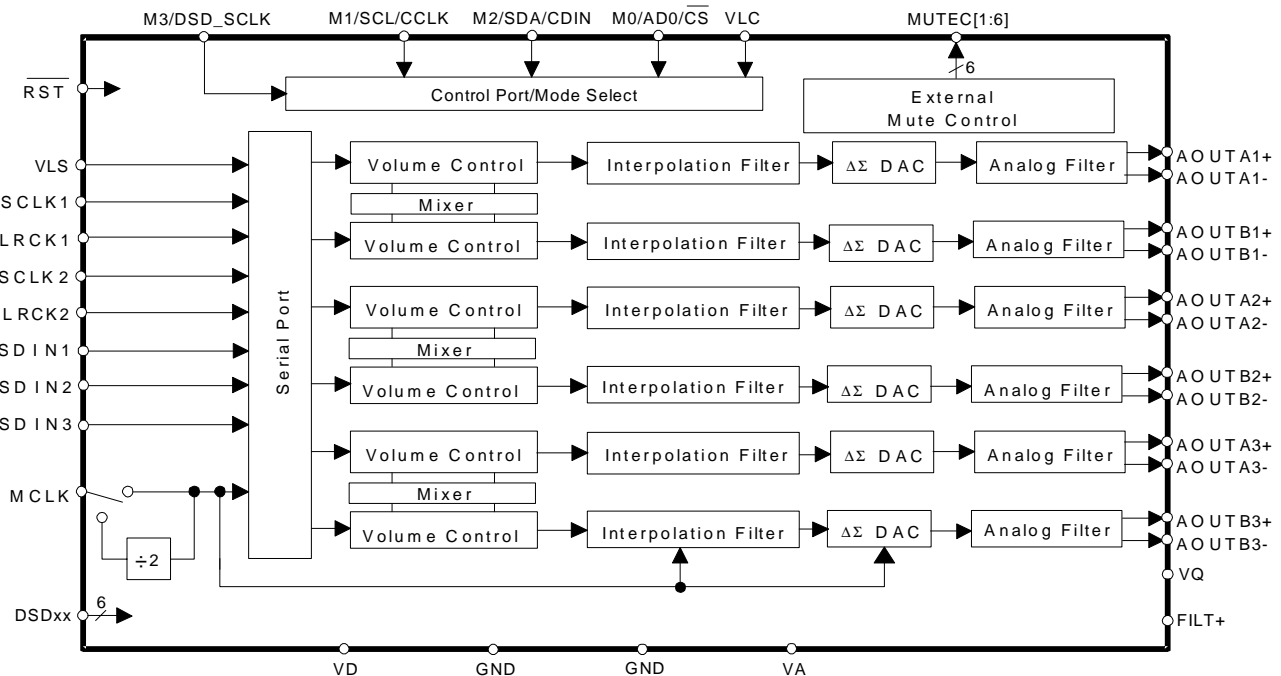 M3/DSD_SCLK
M1/SCL/CCLK
M2/SDA/CDIN
M0/AD0/CS
VLC
MUTEC[1:6]
6
RST
Control Port/Mode Select
External
Mute Control
VLS
SCLK1
LRCK1
SCLK2
LRCK2
SDIN1
SDIN2
SDIN3
MCLK
÷2
DSDxx
6
Serial Port
Volume Control
Interpolation Filter
ΔΣ DAC
Analog Filter
AOUTA1+
AOUTA1-
Mixer
Volume Control
Interpolation Filter
ΔΣ DAC
Analog Filter
AOUTB1+
AOUTB1-
Volume Control
Interpolation Filter
ΔΣ DAC
Analog Filter
AOUTA2+
AOUTA2-
Mixer
Volume Control
Interpolation Filter
ΔΣ DAC
Analog Filter
AOUTB2+
AOUTB2-
Volume Control
Interpolation Filter
ΔΣ DAC
Analog Filter
AOUTA3+
AOUTA3-
Mixer
Volume Control
Interpolation Filter
ΔΣ DAC
Analog Filter
AOUTB3+
AOUTB3-
VQ
FILT+
VD
GND
GND
VA